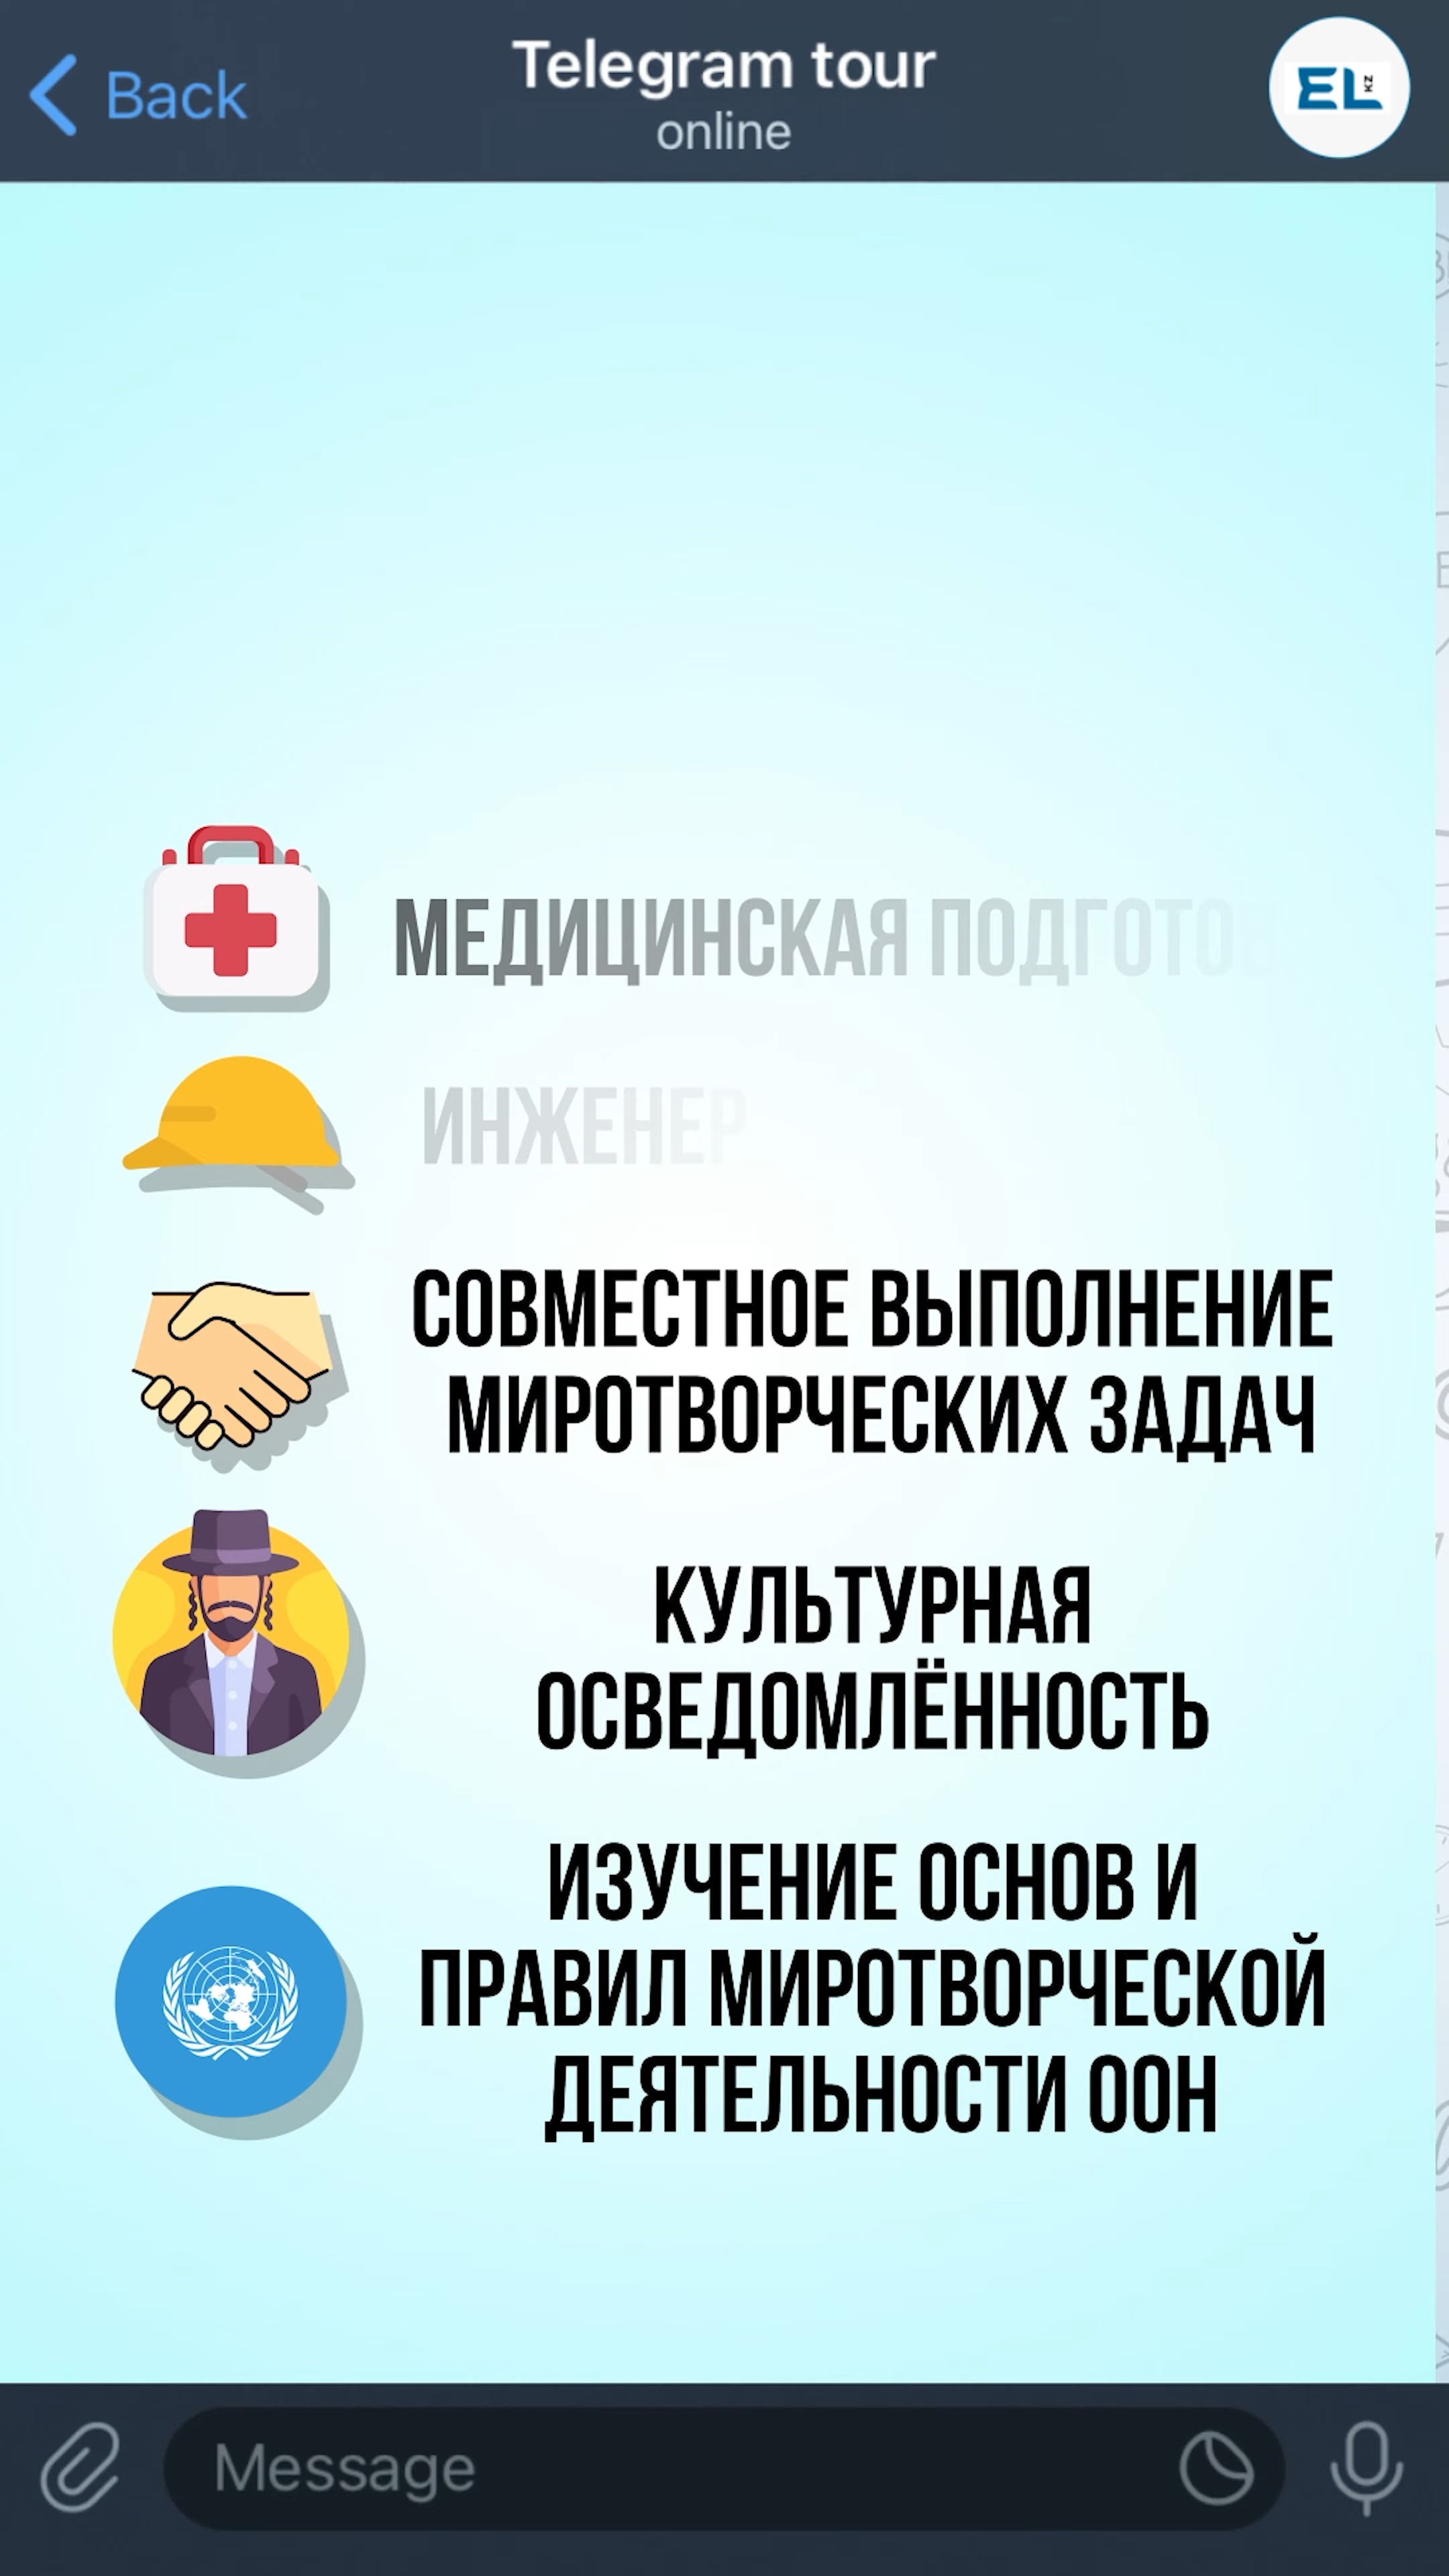 Back
Telegram tour
online
EL KZ
МЕДИЦИНСКАЯ
СОВМЕСТНОЕ ВЫПОЛНЕНИЕ
МИРОТВОРЧЕСКИХ ЗАДАЧ
КУЛЬТУРНАЯ
ОСВЕДОМЛЁННОСТЬ
ИЗУЧЕНИЕ ОСНОВ И
ПРАВИЛ МИРОТВОРЧЕСКОЙ
ДЕЯТЕЛЬНОСТИ ООН
Message